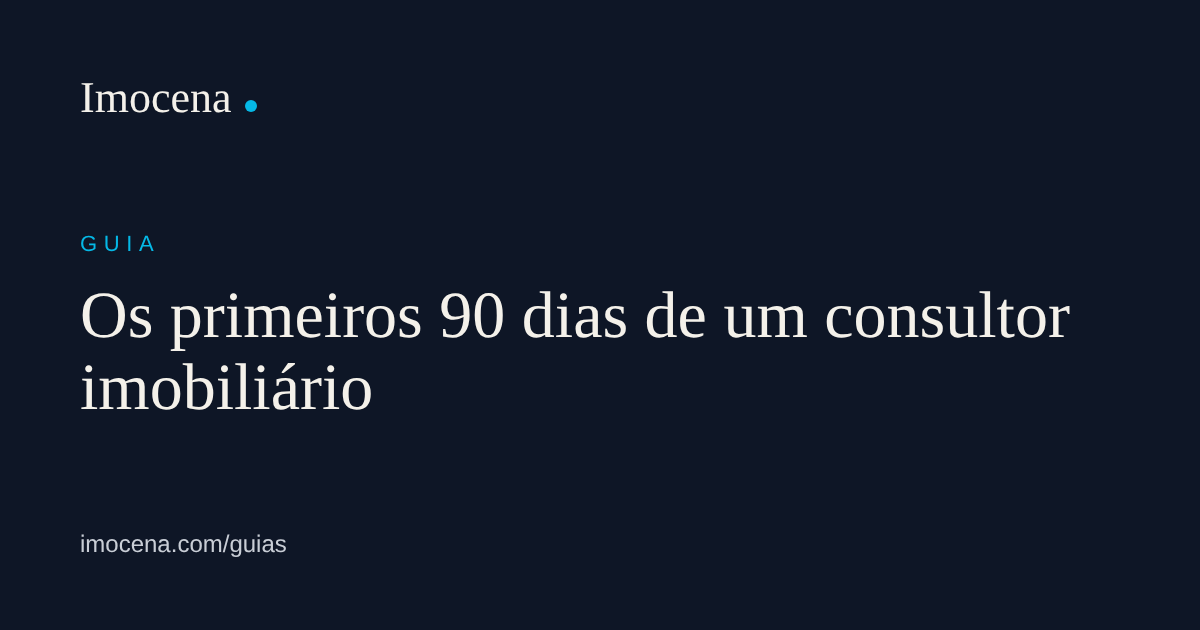 Imocena
GUIA
Os primeiros 90 dias de um consultor
imobiliário
imocena.com/guias